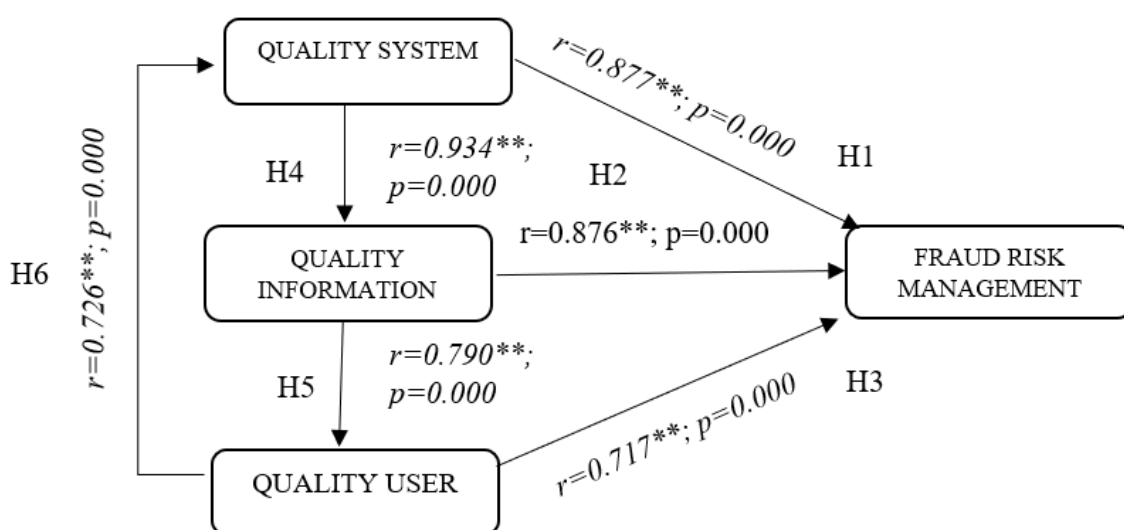 QUALITY SYSTEM
r=0.877**; p=0.000
H1
r=0.934**;
p=0.000
H4
H2
r=0.876**; p=0.000
QUALITY
INFORMATION
FRAUD RISK
MANAGEMENT
H6
r=0.726**; p=0.000
r=0.790**;
p=0.000
H5
H3
r=0.717**; p=0.000
QUALITY USER